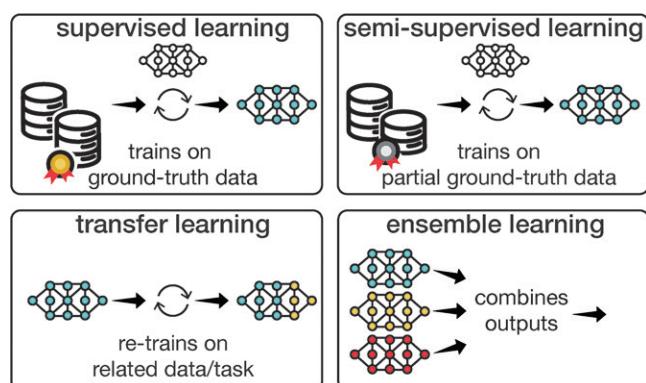 supervised learning
trains on
ground-truth data
semi-supervised learning
trains on
partial ground-truth data
transfer learning
re-trains on
related data/task
ensemble learning
combines
outputs